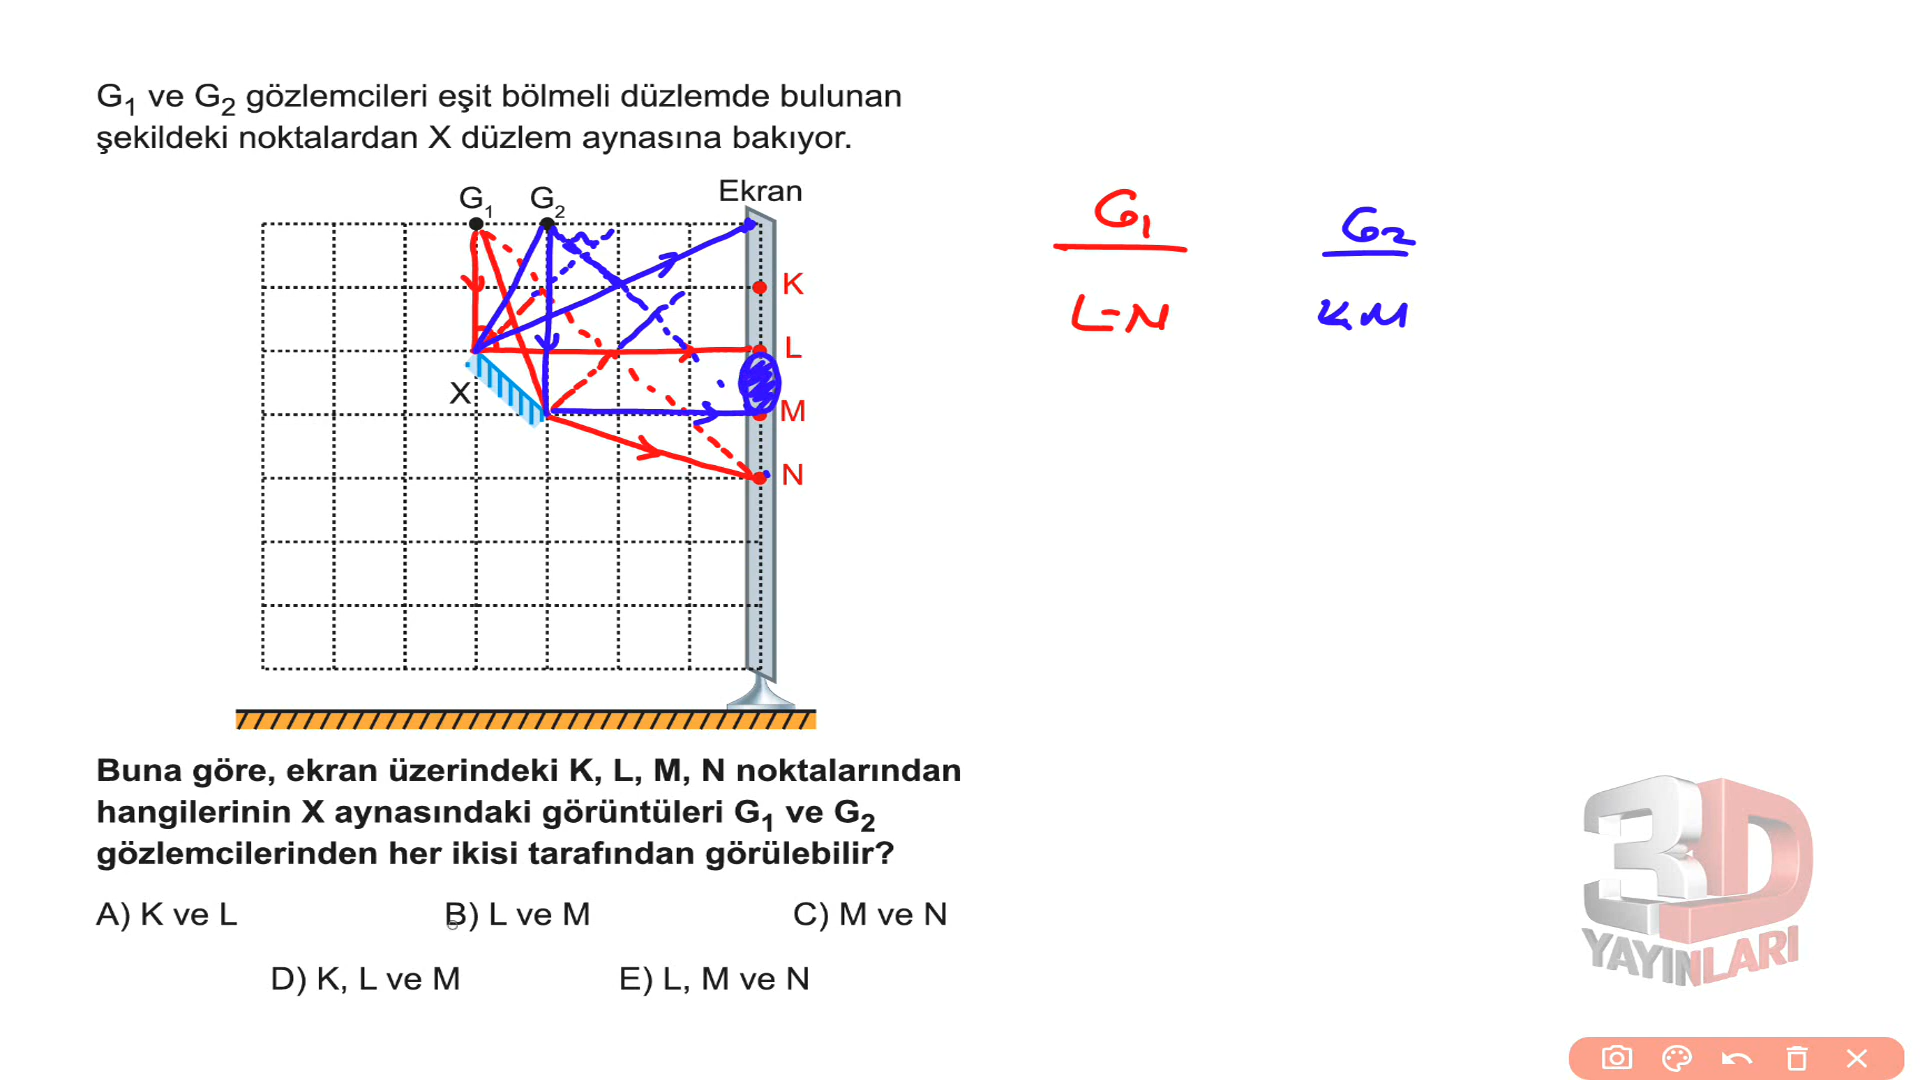 G₁ ve G₂ gözlemcileri eşit bölmeli düzlemde bulunan
şekildeki noktalardan X düzlem aynasına bakıyor.
G₁ G₂ Ekran
K
L
X
M
N
G₁ G₂
L-N K M
Buna göre, ekran üzerindeki K, L, M, N noktalarından
hangilerinin X aynasındaki görüntüleri G₁ ve G₂
gözlemcilerinden her ikisi tarafından görülebilir?
A) K ve L B) L ve M C) M ve N
D) K, L ve M E) L, M ve N
3D
YAYINLARI